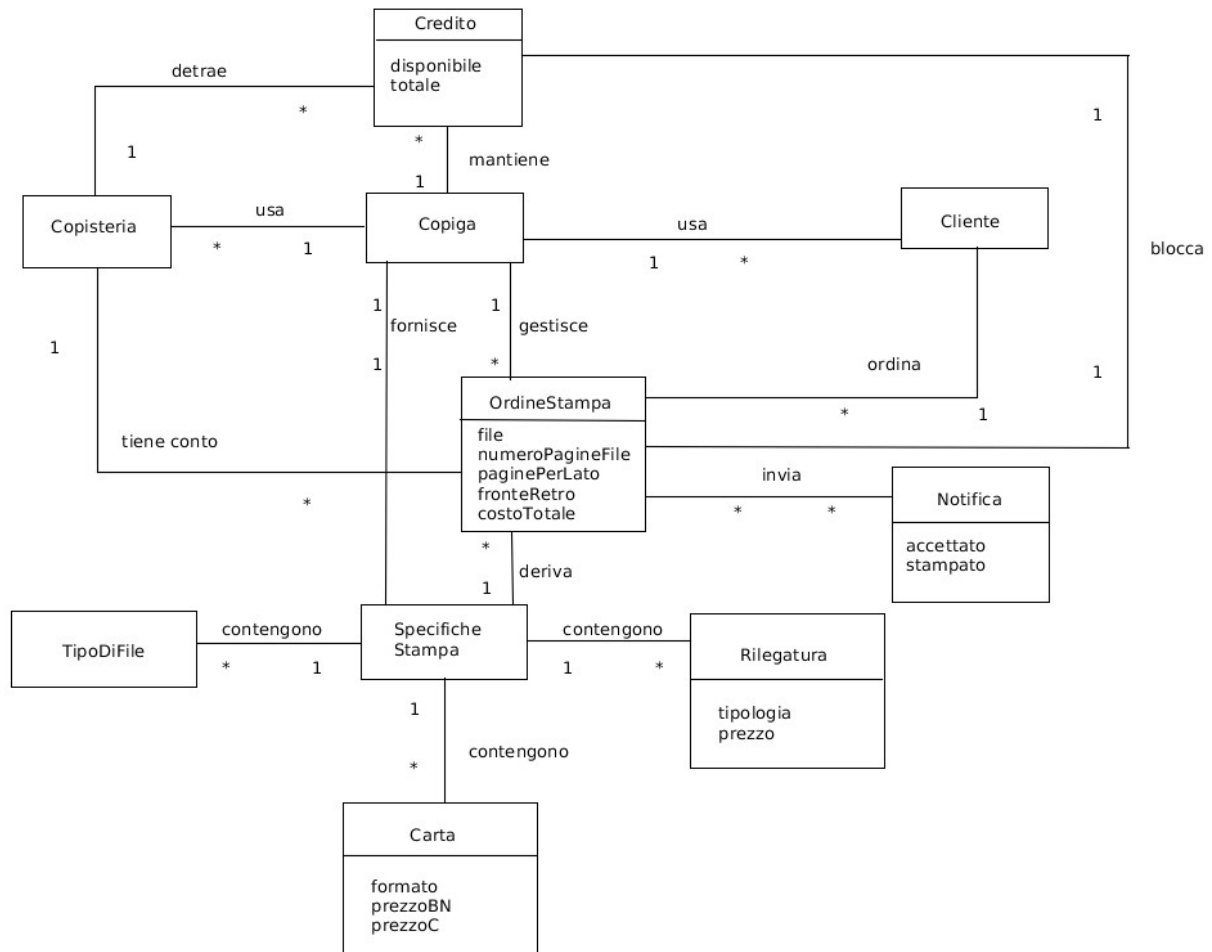 Credito
disponibile
totale
detrae
*
1
*
mantiene
1
1
Copisteria
usa
*
1
Copiga
usa
1
*
Cliente
blocca
1
fornisce
1
1
gestisce
*
1
ordina
*
1
1
OrdineStampa
file
numeroPagineFile
paginePerLato
fronteRetro
costoTotale
tiene conto
*
invia
*
*
Notifica
accettato
stampato
*
deriva
1
TipoDiFile
contengono
*
1
Specifiche
Stampa
contengono
1
*
Rilegatura
tipologia
prezzo
1
contengono
*
Carta
formato
prezzoBN
prezzoC